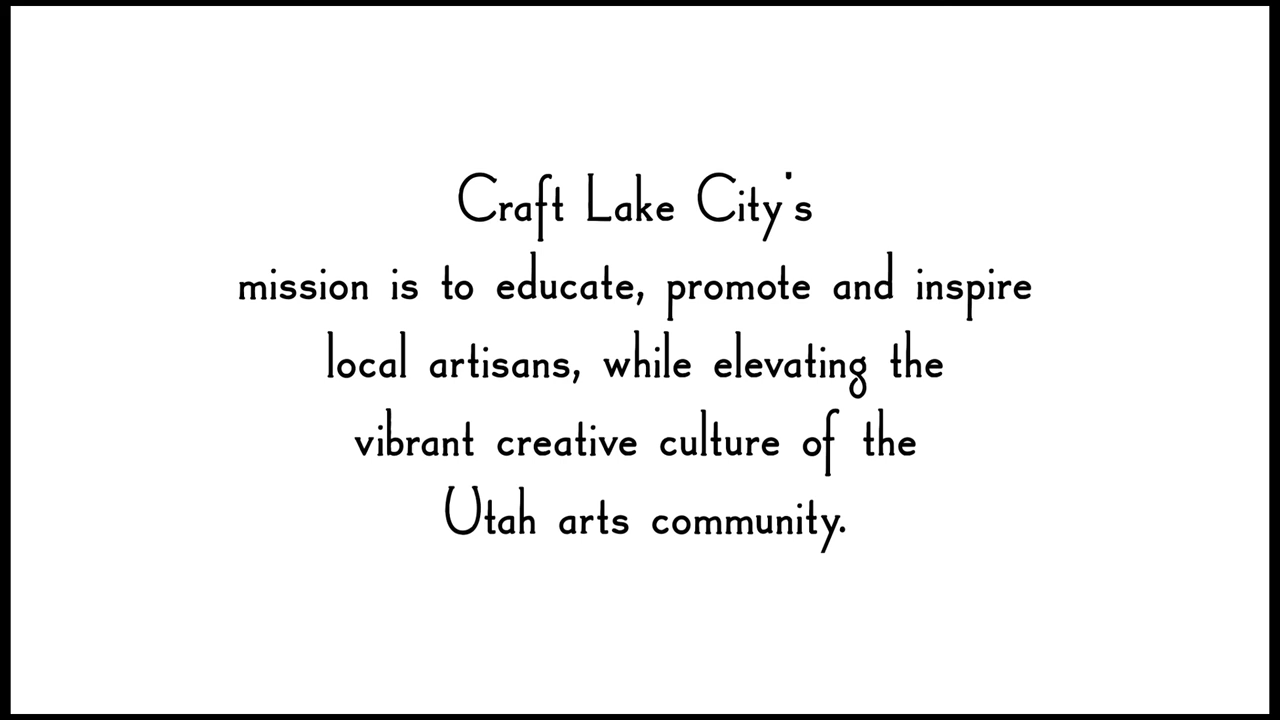 Craft Lake City's
mission is to educate, promote and inspire
local artisans, while elevating the
vibrant creative culture of the
Utah arts community.